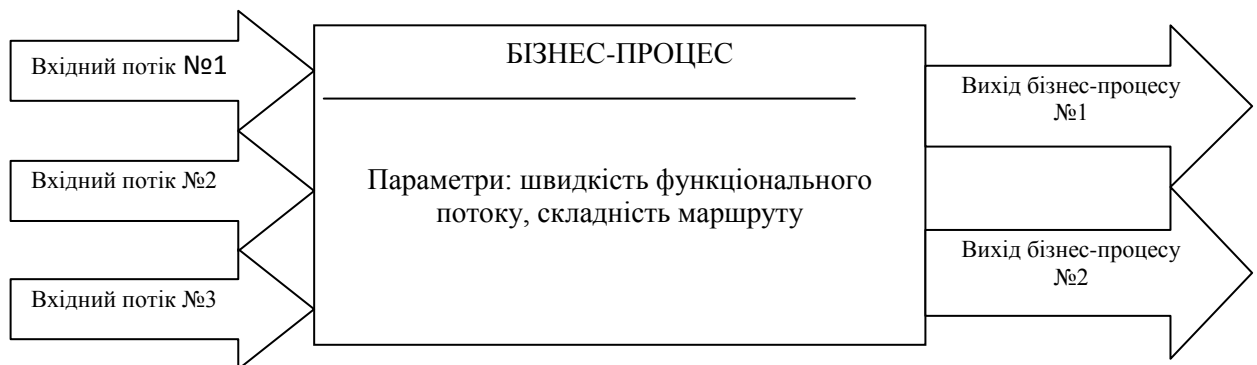 Вхідний потік №1
Вхідний потік №2
Вхідний потік №3
БІЗНЕС-ПРОЦЕС
Параметри: швидкість функціонального
потоку, складність маршруту
Вихід бізнес-процесу
№1
Вихід бізнес-процесу
№2